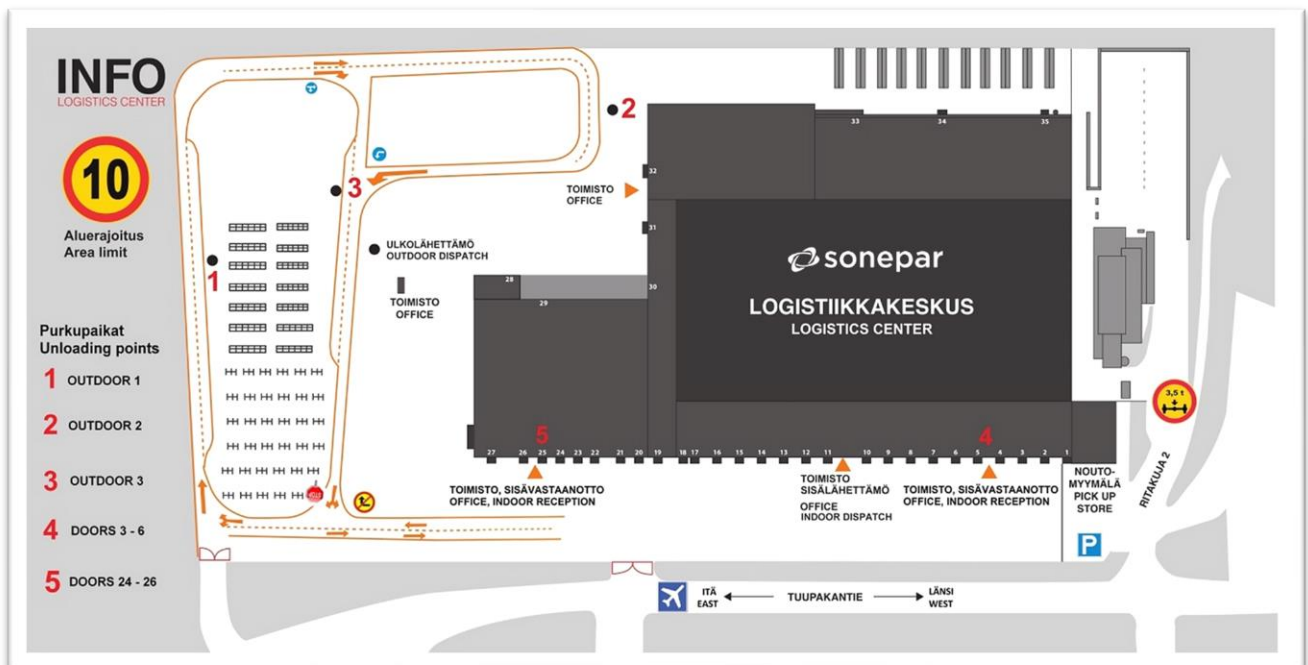 INFO
LOGISTICS CENTER
10
Aluerajoitus
Area limit
Purkupaikat
Unloading points
1 OUTDOOR 1
2 OUTDOOR 2
3 OUTDOOR 3
4 DOORS 3 - 6
5 DOORS 24 - 26
2
3
1
33
34
35
32
TOIMISTO
OFFICE
31
ULKOLÄHETTÄMÖ
OUTDOOR DISPATCH
TOIMISTO
OFFICE
28
29
30
sonepar
LOGISTIIKKAKESKUS
LOGISTICS CENTER
3,5 t
5
4
27 26 25 24 23 22 21 20 19 18 17 16 15 14 13 12 11 10 9 8 7 6 5 4 3 2 1
TOIMISTO, SISÄVASTAANOTTO
OFFICE, INDOOR RECEPTION
TOIMISTO
SISÄLÄHETTÄMÖ
OFFICE
INDOOR DISPATCH
TOIMISTO, SISÄVASTAANOTTO
OFFICE, INDOOR RECEPTION
NOUTO-
MYYMÄLÄ
PICK UP
STORE
RITAKUJA 2
P
ITÄ
EAST
TUUPAKANTIE
LÄNSI
WEST